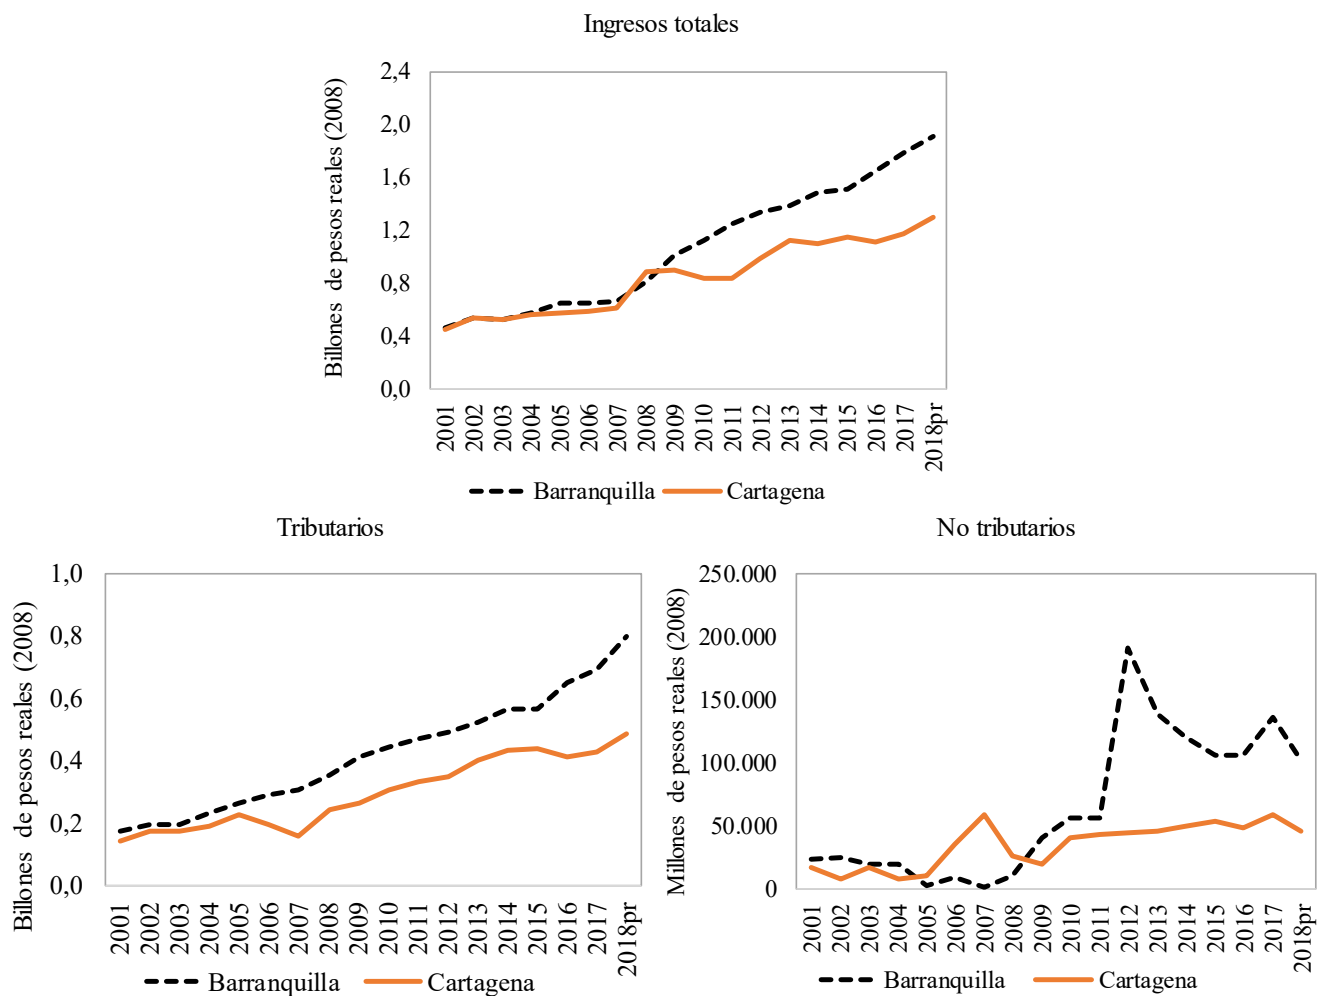 Ingresos totales
Billones de pesos reales (2008)
2,4
2,0
1,6
1,2
0,8
0,4
0,0
2001 2002 2003 2004 2005 2006 2007 2008 2009 2010 2011 2012 2013 2014 2015 2016 2017 2018pr
Barranquilla Cartagena
Tributarios
Billones de pesos reales (2008)
1,0
0,8
0,6
0,4
0,2
0,0
2001 2002 2003 2004 2005 2006 2007 2008 2009 2010 2011 2012 2013 2014 2015 2016 2017 2018pr
Barranquilla Cartagena
No tributarios
Millones de pesos reales (2008)
250.000
200.000
150.000
100.000
50.000
0
2001 2002 2003 2004 2005 2006 2007 2008 2009 2010 2011 2012 2013 2014 2015 2016 2017 2018pr
Barranquilla Cartagena